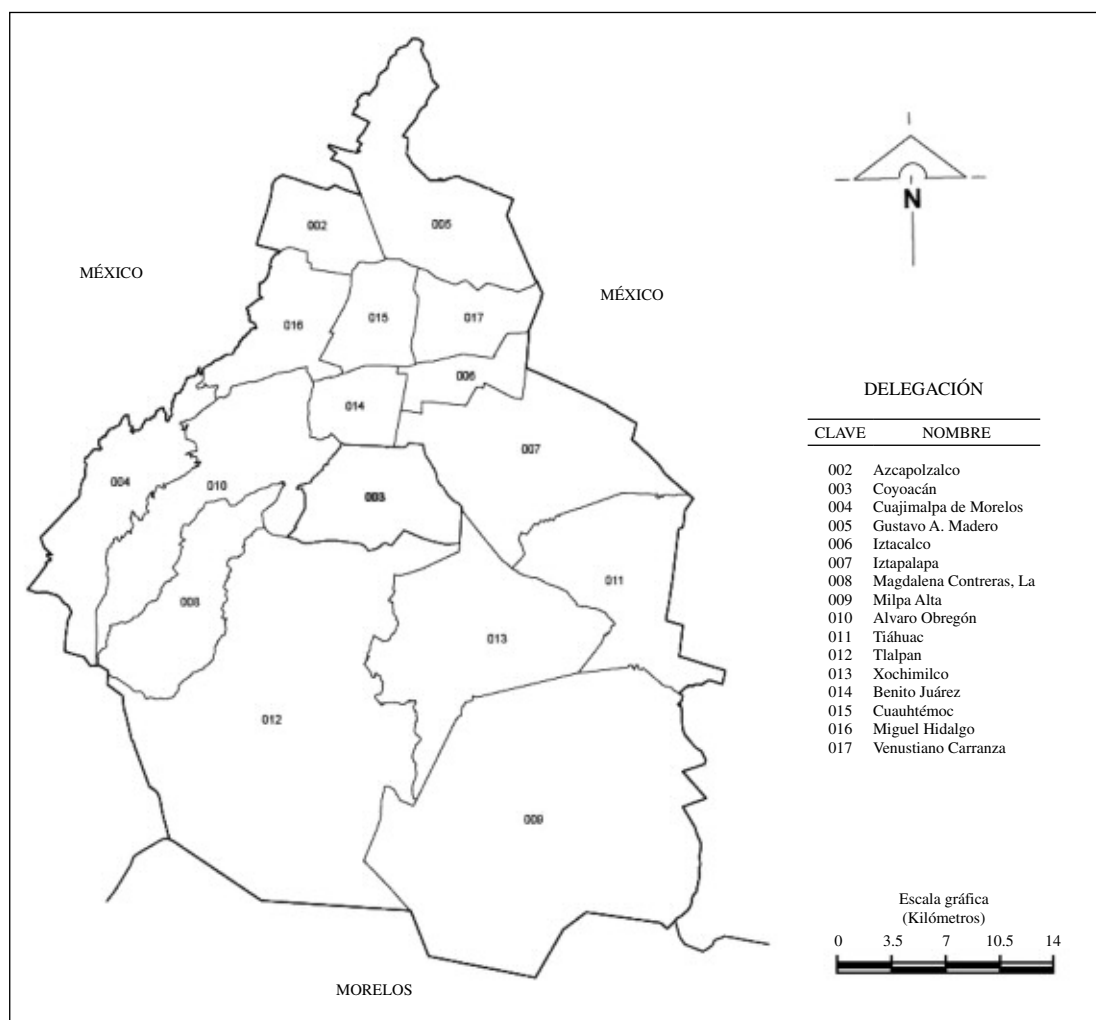 002
005
MÉXICO
MÉXICO
016
015
017
006
014
007
004
010
003
008
011
013
012
009
MORELOS
N
DELEGACIÓN
CLAVE NOMBRE
002 Azcapolzalco
003 Coyoacán
004 Cuajimalpa de Morelos
005 Gustavo A. Madero
006 Iztacalco
007 Iztapalapa
008 Magdalena Contreras, La
009 Milpa Alta
010 Alvaro Obregón
011 Tiáhuac
012 Tlalpan
013 Xochimilco
014 Benito Juárez
015 Cuauhtémoc
016 Miguel Hidalgo
017 Venustiano Carranza
Escala gráfica
(Kilómetros)
0 3.5 7 10.5 14